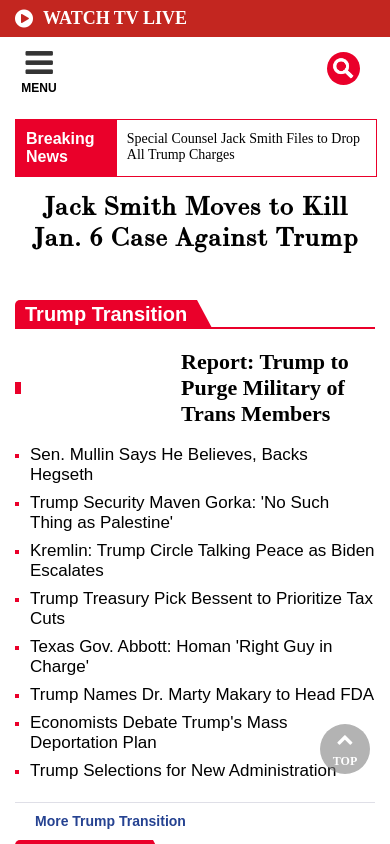 WATCH TV LIVE
MENU
Breaking
News
Special Counsel Jack Smith Files to Drop
All Trump Charges
Jack Smith Moves to Kill
Jan. 6 Case Against Trump
Trump Transition
Report: Trump to
Purge Military of
Trans Members
Sen. Mullin Says He Believes, Backs
Hegseth
Trump Security Maven Gorka: 'No Such
Thing as Palestine'
Kremlin: Trump Circle Talking Peace as Biden
Escalates
Trump Treasury Pick Bessent to Prioritize Tax
Cuts
Texas Gov. Abbott: Homan 'Right Guy in
Charge'
Trump Names Dr. Marty Makary to Head FDA
Economists Debate Trump's Mass
Deportation Plan
Trump Selections for New Administration
TOP
More Trump Transition